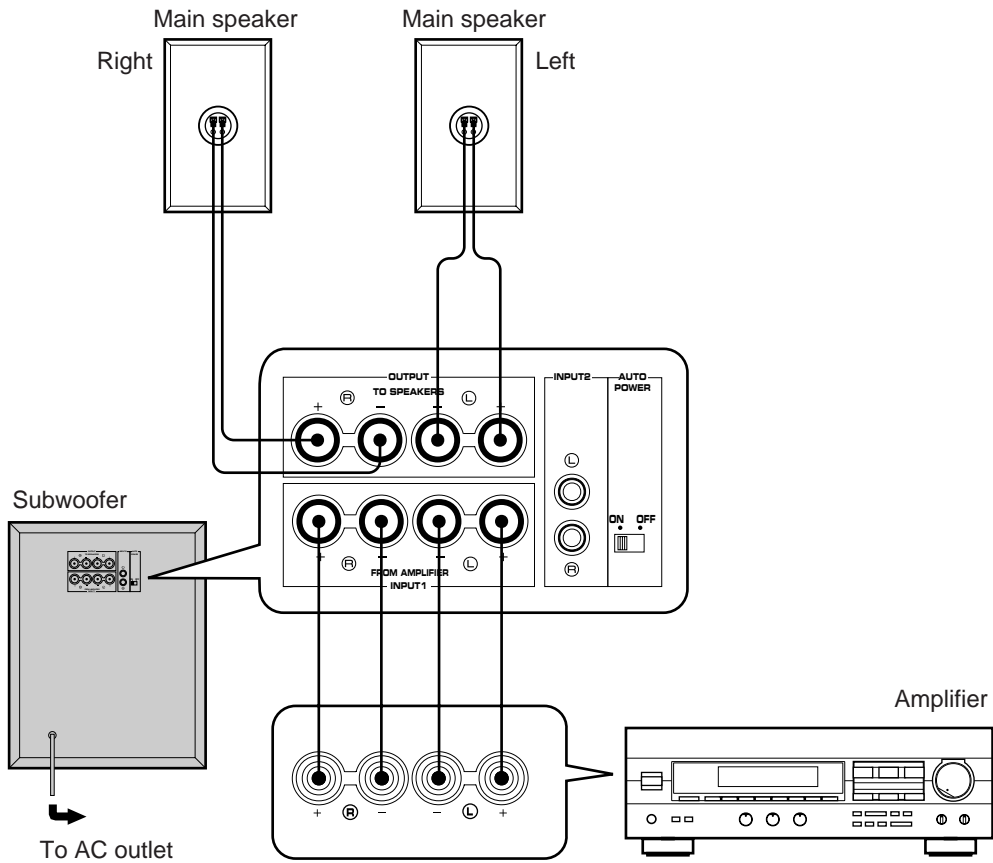 Main speaker
Main speaker
Right
Left
OUTPUT
TO SPEAKERS
+ R - - L +
INPUT2
AUTO
POWER
L
R
ON OFF
+ R - - L +
FROM AMPLIFIER
INPUT1
Subwoofer
To AC outlet
+ R - - L +
Amplifier